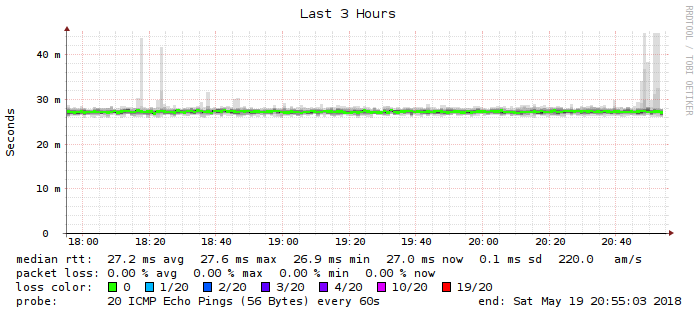 Last 3 Hours
RRDTOOL / TOBI OETIKER
Seconds
40 m
30 m
20 m
10 m
0
18:00 18:20 18:40 19:00 19:20 19:40 20:00 20:20 20:40
median rtt: 27.2 ms avg 27.6 ms max 26.9 ms min 27.0 ms now 0.1 ms sd 220.0 am/s
packet loss: 0.00 % avg 0.00 % max 0.00 % min 0.00 % now
loss color: 0 1/20 2/20 3/20 4/20 10/20 19/20
probe: 20 ICMP Echo Pings (56 Bytes) every 60s end: Sat May 19 20:55:03 2018